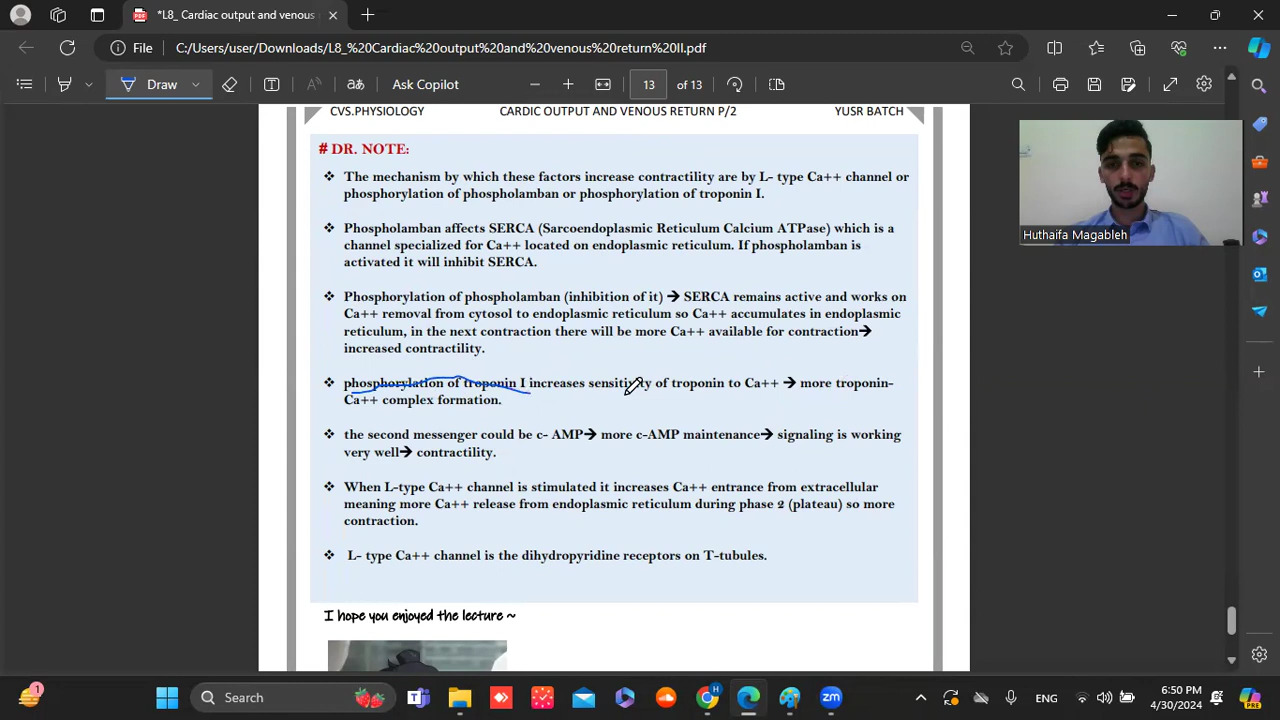 *L8_ Cardiac output and venous r
File
C:/Users/user/Downloads/L8_%20Cardiac%20output%20and%20venous%20return%20II.pdf
Draw
Ask Copilot
13 of 13
CVS.PHYSIOLOGY CARDIC OUTPUT AND VENOUS RETURN P/2 YUSR BATCH
# DR. NOTE:
❖ The mechanism by which these factors increase contractility are by L- type Ca++ channel or
phosphorylation of phospholamban or phosphorylation of troponin I.
❖ Phospholamban affects SERCA (Sarcoendoplasmic Reticulum Calcium ATPase) which is a
channel specialized for Ca++ located on endoplasmic reticulum. If phospholamban is
activated it will inhibit SERCA.
❖ Phosphorylation of phospholamban (inhibition of it) → SERCA remains active and works on
Ca++ removal from cytosol to endoplasmic reticulum so Ca++ accumulates in endoplasmic
reticulum, in the next contraction there will be more Ca++ available for contraction→
increased contractility.
❖ phosphorylation of troponin I increases sensitivity of troponin to Ca++ → more troponin-
Ca++ complex formation.
❖ the second messenger could be c- AMP→ more c-AMP maintenance→ signaling is working
very well→ contractility.
❖ When L-type Ca++ channel is stimulated it increases Ca++ entrance from extracellular
meaning more Ca++ release from endoplasmic reticulum during phase 2 (plateau) so more
contraction.
❖ L- type Ca++ channel is the dihydropyridine receptors on T-tubules.
I hope you enjoyed the lecture ~
Huthaifa Magableh
1
Search
ENG
6:50 PM
4/30/2024